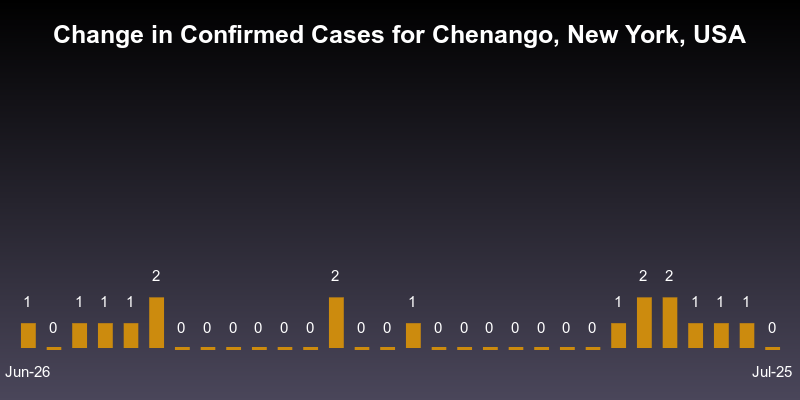 Change in Confirmed Cases for Chenango, New York, USA
1 0 1 1 1 2 0 0 0 0 0 0 2 0 0 1 0 0 0 0 0 0 0 1 2 2 1 1 1 0
Jun-26 Jul-25